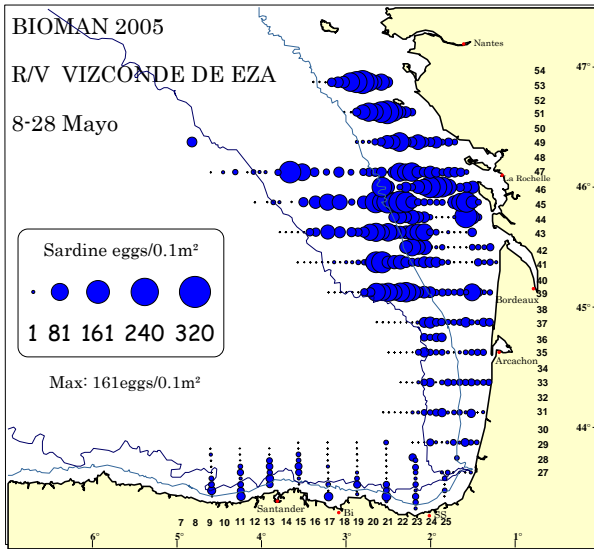 BIOMAN 2005
R/V VIZCONDE DE EZA
8-28 Mayo
Nantes
47°
54
53
52
51
50
49
48
47
La Rochelle
46°
46
45
44
43
42
41
40
39
Bordeaux
45°
38
37
36
35
Arcachon
34
33
32
31
30
44°
29
28
27
Sardine eggs/0.1m²
1 81 161 240 320
Max: 161eggs/0.1m²
Santander
Bi
SS
7 8 9 10 11 12 13 14 15 16 17 18 19 20 21 22 23 24 25
6° 5° 4° 3° 2° 1°